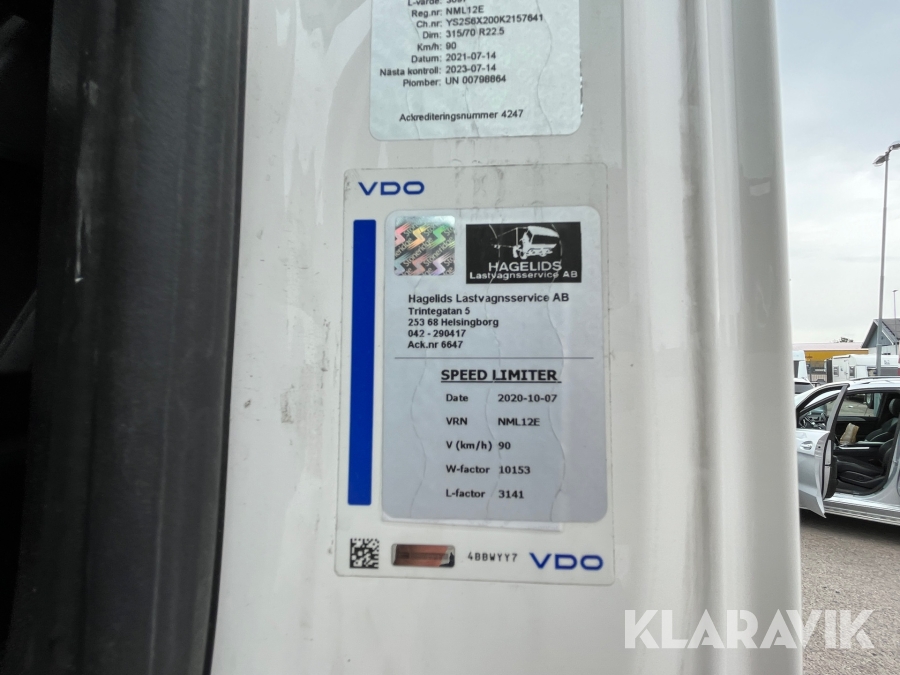 Reg.nr: NML12E
Ch.nr: YS2S6X200K2157641
Dim: 315/70 R22.5
Km/h: 90
Datum: 2021-07-14
Nästa kontroll: 2023-07-14
Plomber: UN 00798864
Ackrediteringsnummer 4247
VDO
HAGELIDS
Lastvagnsservice AB
Hagelids Lastvagnsservice AB
Trintegatan 5
253 68 Helsingborg
042 - 290417
Ack.nr 6647
SPEED LIMITER
Date 2020-10-07
VRN NML12E
V (km/h) 90
W-factor 10153
L-factor 3141
4BBWYY7 VDO
KLARAVIK